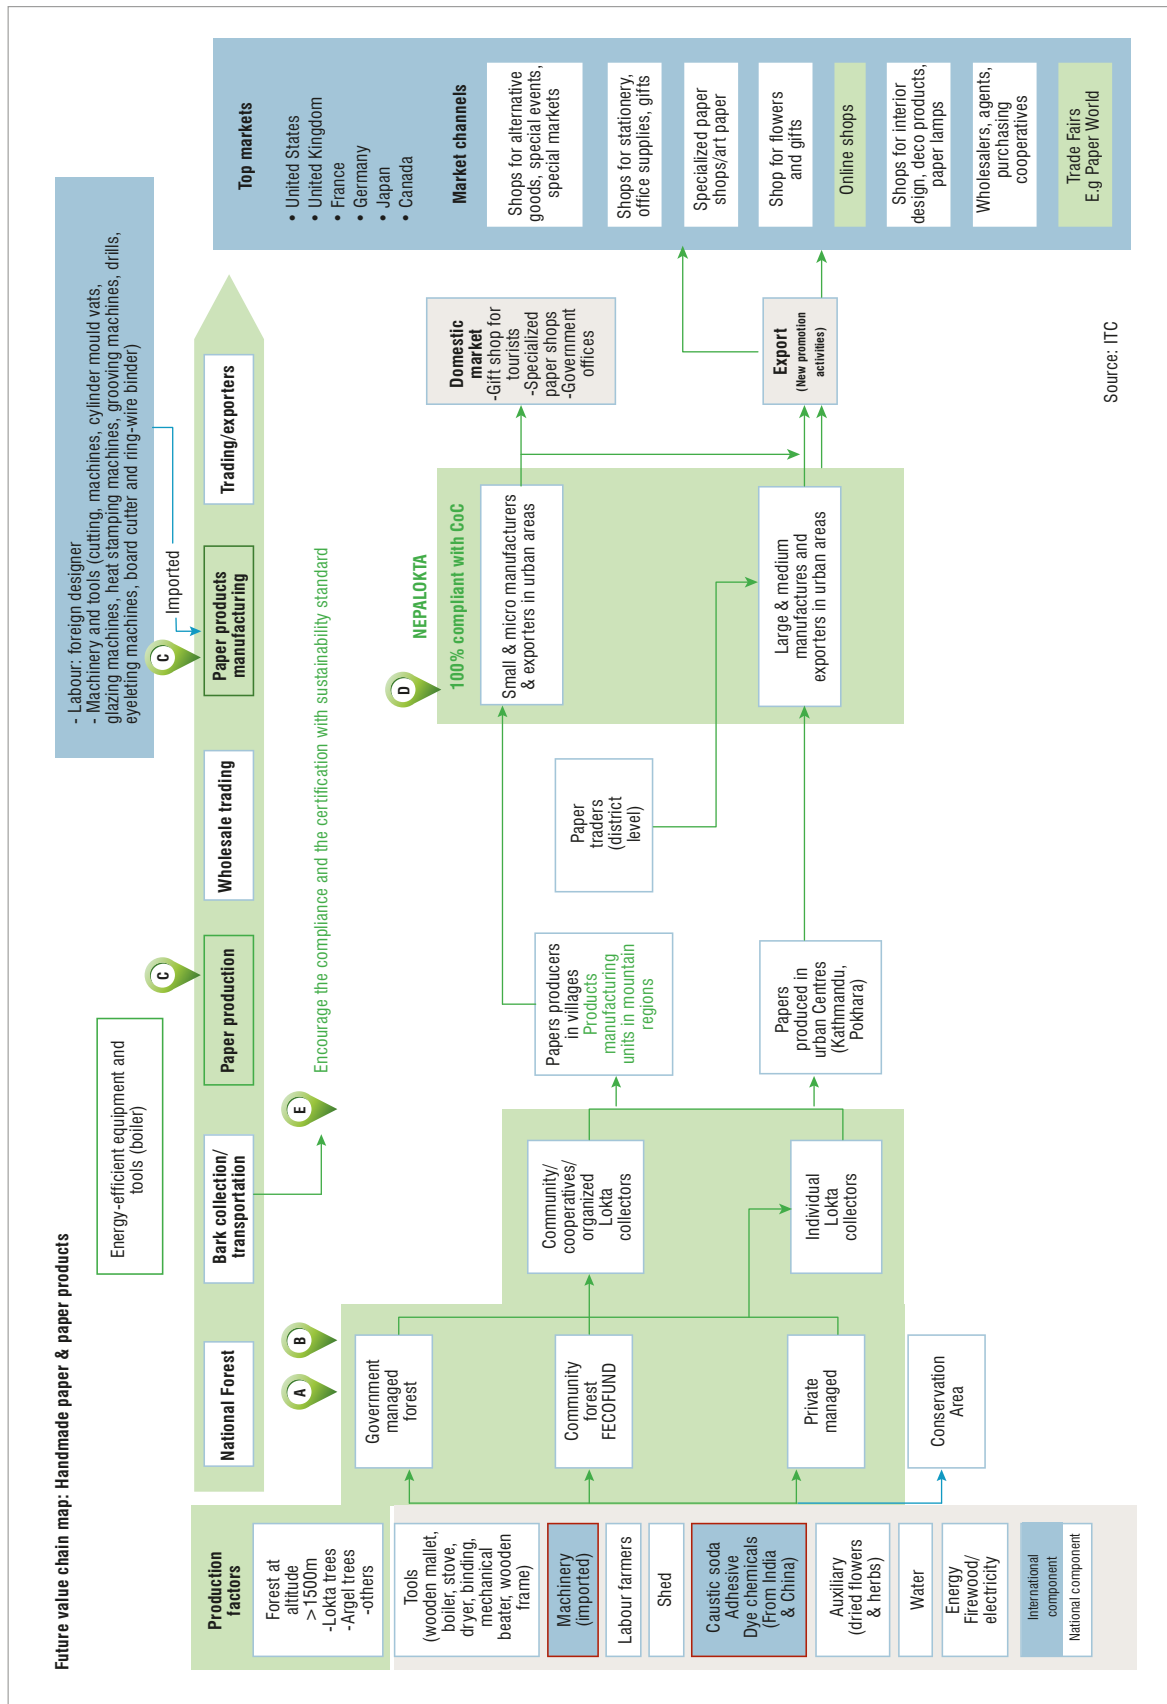 Future value chain map: Handmade paper & paper products
Energy-efficient equipment and
tools (boiler)
- Labour: foreign designer
- Machinery and tools (cutting, machines, cylinder mould vats,
glazing machines, heat stamping machines, grooving machines, drills,
eyeleting machines, board cutter and ring-wire binder)
C
C
Imported
Production
factors
National Forest
Bark collection/
transportation
Paper production
Wholesale trading
Paper products
manufacturing
Trading/exporters
Forest at
altitude
> 1500m
-Lokta trees
-Argel trees
-others
Tools
(wooden mallet,
boiler, stove,
dryer, binding,
mechanical
beater, wooden
frame)
Machinery
(imported)
Labour farmers
Shed
Caustic soda
Adhesive
Dye chemicals
(From India
& China)
Auxiliary
(dried flowers
& herbs)
Water
Energy
Firewood/
electricity
International
component
National component
A
B
E
Encourage the compliance and the certification with sustainability standard
Government
managed
forest
Community
forest
FECOFUND
Private
managed
Conservation
Area
Community/
cooperatives/
organized
Lokta
collectors
Individual
Lokta
collectors
Papers producers
in villages
Products
manufacturing
units in mountain
regions
Papers
produced in
urban Centres
(Kathmandu,
Pokhara)
Paper
traders
(district
level)
D
NEPALOKTA
100% compliant with CoC
Small & micro manufacturers
& exporters in urban areas
Large & medium
manufactures and
exporters in urban areas
Domestic
market
-Gift shop for
tourists
-Specialized
paper shops
-Government
offices
Export
(New promotion
activities)
Top markets
• United States
• United Kingdom
• France
• Germany
• Japan
• Canada
Market channels
Shops for alternative
goods, special events,
special markets
Shops for stationery,
office supplies, gifts
Specialized paper
shops/art paper
Shop for flowers
and gifts
Online shops
Shops for interior
design, deco products,
paper lamps
Wholesalers, agents,
purchasing
cooperatives
Trade Fairs
E.g Paper World
Source: ITC